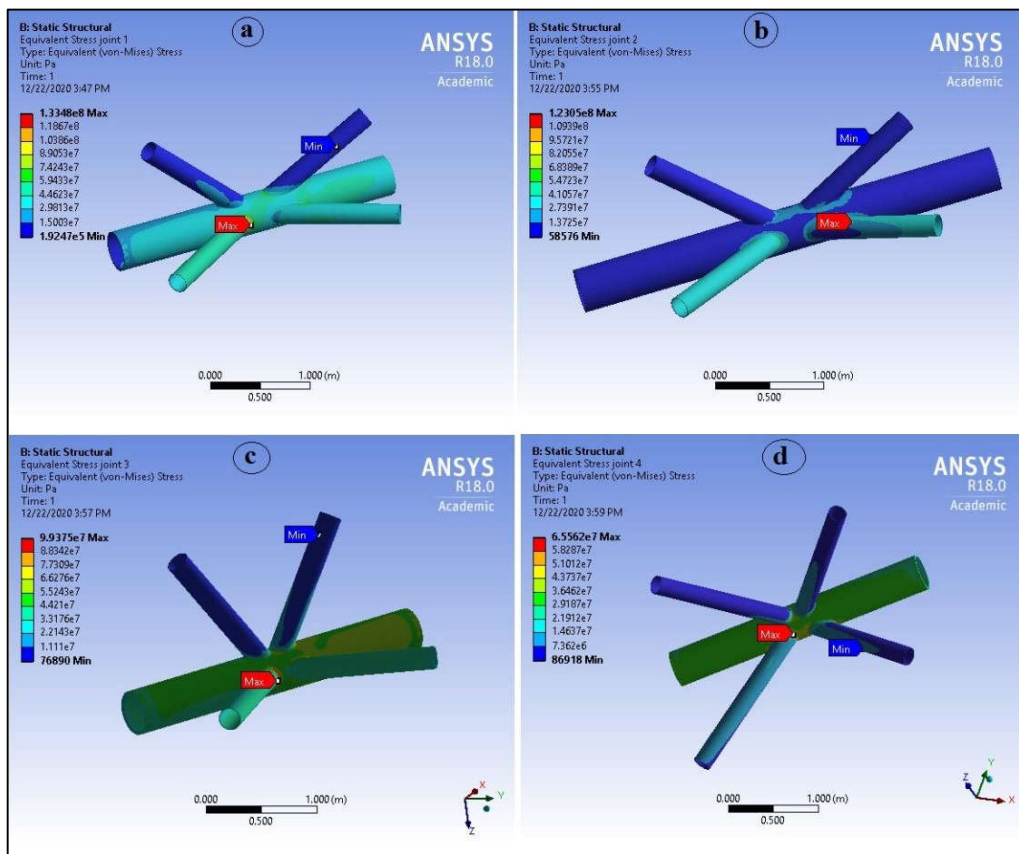 a
B: Static Structural
Equivalent Stress joint 1
Type: Equivalent (von-Mises) Stress
Unit: Pa
Time: 1
12/22/2020 3:47 PM
ANSYS
R18.0
Academic
1.3348e8 Max
1.1867e8
1.0386e8
8.9053e7
7.4243e7
5.9433e7
4.4623e7
2.9813e7
1.5003e7
1.9247e5 Min
Min
Max
0.000 1.000 (m)
0.500
b
B: Static Structural
Equivalent Stress joint 2
Type: Equivalent (von-Mises) Stress
Unit: Pa
Time: 1
12/22/2020 3:55 PM
ANSYS
R18.0
Academic
1.2305e8 Max
1.0939e8
9.5721e7
8.2055e7
6.8389e7
5.4723e7
4.1057e7
2.7391e7
1.3725e7
58576 Min
Min
Max
0.000 1.000 (m)
0.500
c
B: Static Structural
Equivalent Stress joint 3
Type: Equivalent (von-Mises) Stress
Unit: Pa
Time: 1
12/22/2020 3:57 PM
ANSYS
R18.0
Academic
9.9375e7 Max
8.8342e7
7.7309e7
6.6276e7
5.5243e7
4.421e7
3.3176e7
2.2143e7
1.111e7
76890 Min
Min
Max
0.000 1.000 (m)
0.500
X
Y
Z
d
B: Static Structural
Equivalent Stress joint 4
Type: Equivalent (von-Mises) Stress
Unit: Pa
Time: 1
12/22/2020 3:59 PM
ANSYS
R18.0
Academic
6.5562e7 Max
5.8287e7
5.1012e7
4.3737e7
3.6462e7
2.9187e7
2.1912e7
1.4637e7
7.362e6
86918 Min
Max
Min
0.000 1.000 (m)
0.500
Y
Z
X